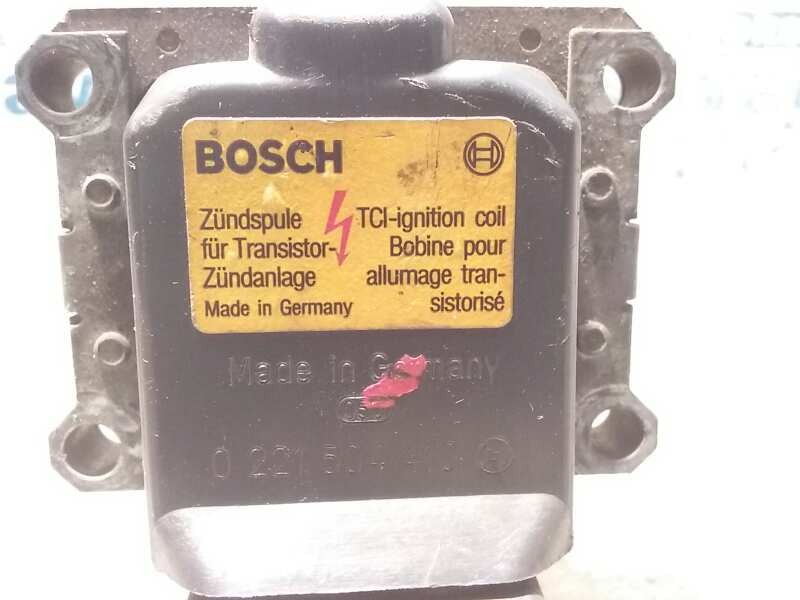 BOSCH
Zündspule
für Transistor-
Zündanlage
Made in Germany
TCI-ignition coil
Bobine pour
allumage tran-
sistorisé
Made in Germany
0 221 504